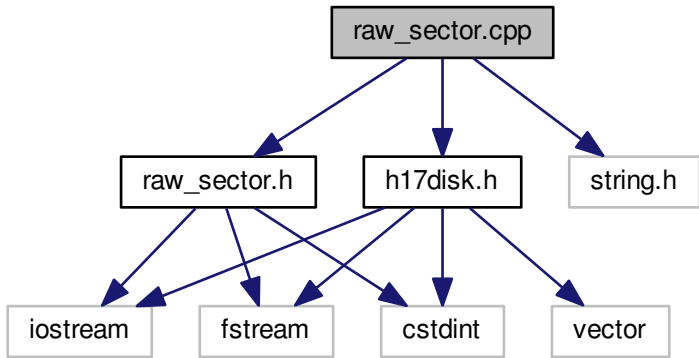 raw_sector.cpp
raw_sector.h
h17disk.h
string.h
iostream
fstream
cstdint
vector